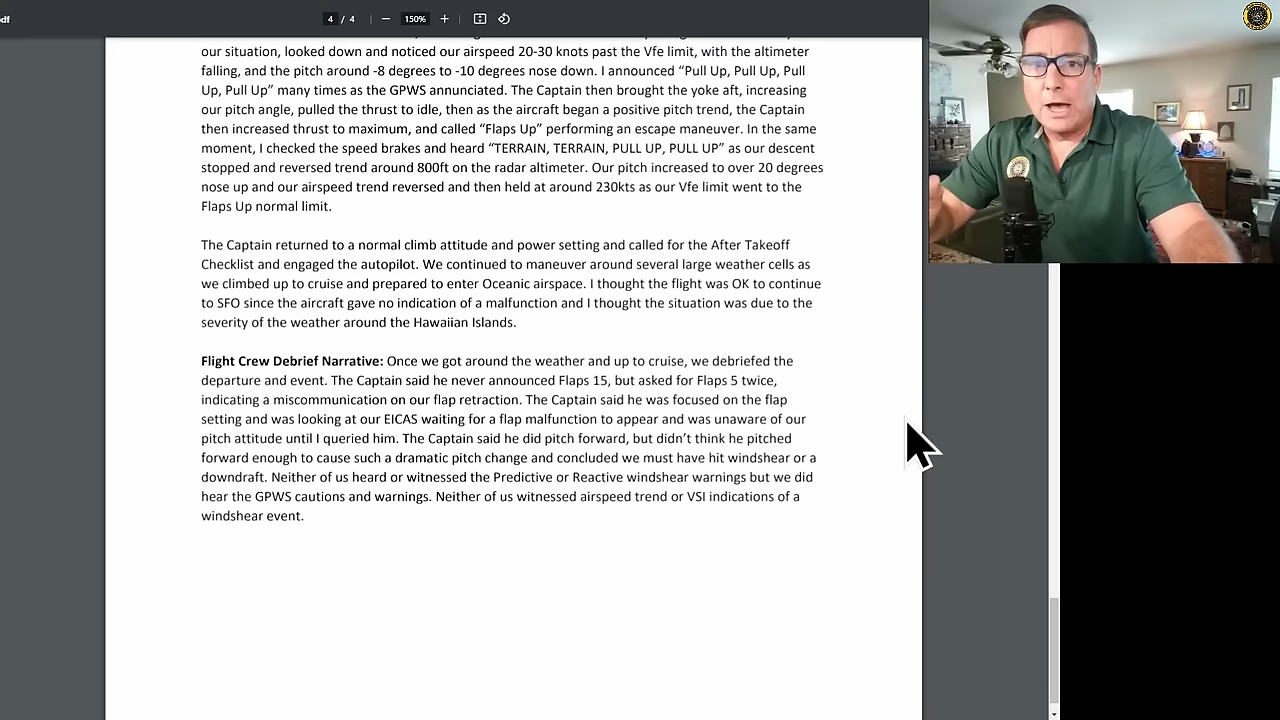 df
4 / 4
150%
our situation, looked down and noticed our airspeed 20-30 knots past the Vfe limit, with the altimeter
falling, and the pitch around -8 degrees to -10 degrees nose down. I announced “Pull Up, Pull Up, Pull
Up, Pull Up” many times as the GPWS annunciated. The Captain then brought the yoke aft, increasing
our pitch angle, pulled the thrust to idle, then as the aircraft began a positive pitch trend, the Captain
then increased thrust to maximum, and called “Flaps Up” performing an escape maneuver. In the same
moment, I checked the speed brakes and heard “TERRAIN, TERRAIN, PULL UP, PULL UP” as our descent
stopped and reversed trend around 800ft on the radar altimeter. Our pitch increased to over 20 degrees
nose up and our airspeed trend reversed and then held at around 230kts as our Vfe limit went to the
Flaps Up normal limit.
The Captain returned to a normal climb attitude and power setting and called for the After Takeoff
Checklist and engaged the autopilot. We continued to maneuver around several large weather cells as
we climbed up to cruise and prepared to enter Oceanic airspace. I thought the flight was OK to continue
to SFO since the aircraft gave no indication of a malfunction and I thought the situation was due to the
severity of the weather around the Hawaiian Islands.
Flight Crew Debrief Narrative: Once we got around the weather and up to cruise, we debriefed the
departure and event. The Captain said he never announced Flaps 15, but asked for Flaps 5 twice,
indicating a miscommunication on our flap retraction. The Captain said he was focused on the flap
setting and was looking at our EICAS waiting for a flap malfunction to appear and was unaware of our
pitch attitude until I queried him. The Captain said he did pitch forward, but didn’t think he pitched
forward enough to cause such a dramatic pitch change and concluded we must have hit windshear or a
downdraft. Neither of us heard or witnessed the Predictive or Reactive windshear warnings but we did
hear the GPWS cautions and warnings. Neither of us witnessed airspeed trend or VSI indications of a
windshear event.